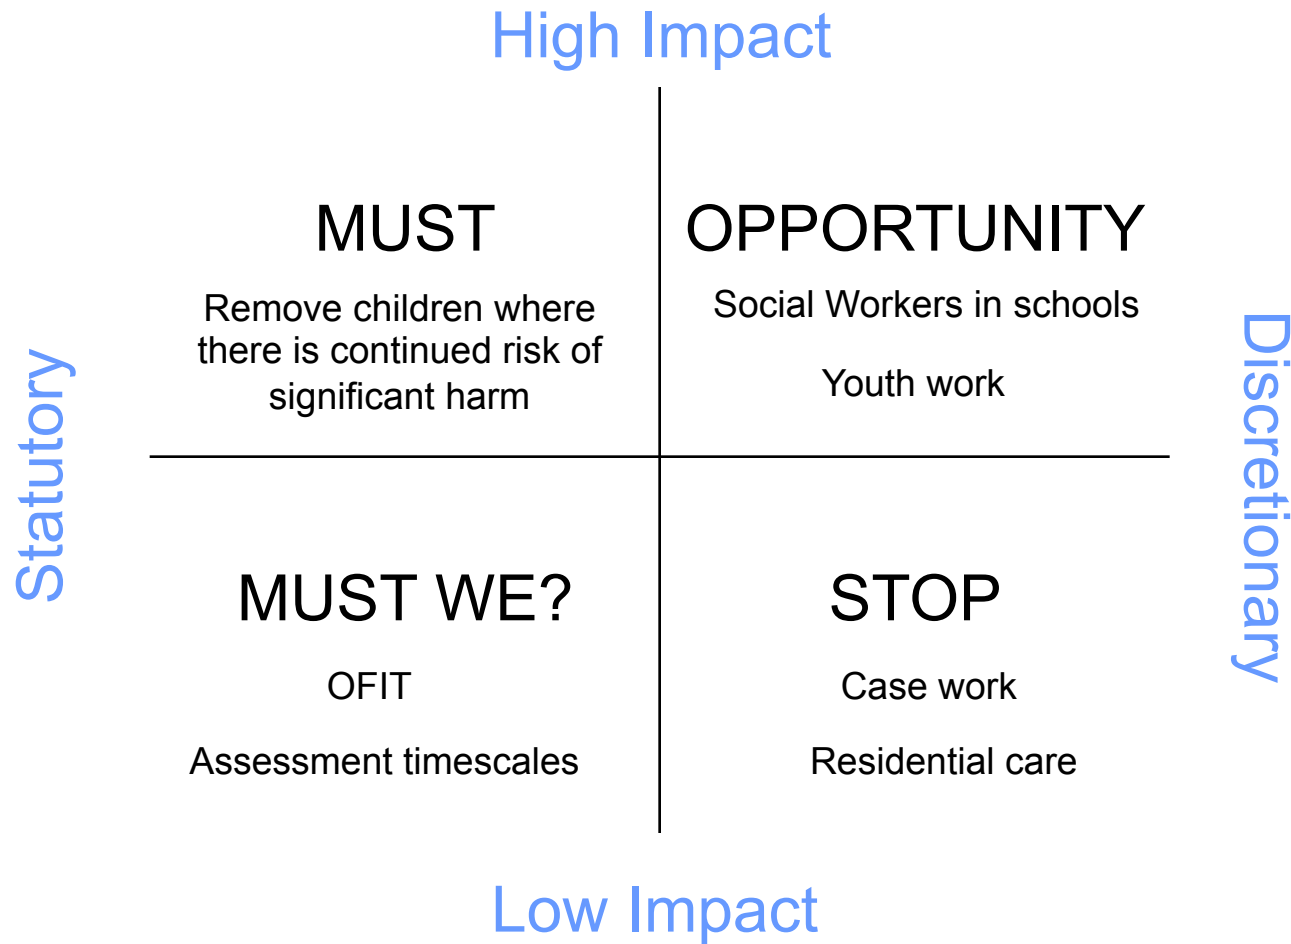 High Impact
MUST
Remove children where
there is continued risk of
significant harm
OPPORTUNITY
Social Workers in schools
Youth work
Statutory
Discretionary
MUST WE?
OFIT
Assessment timescales
STOP
Case work
Residential care
Low Impact